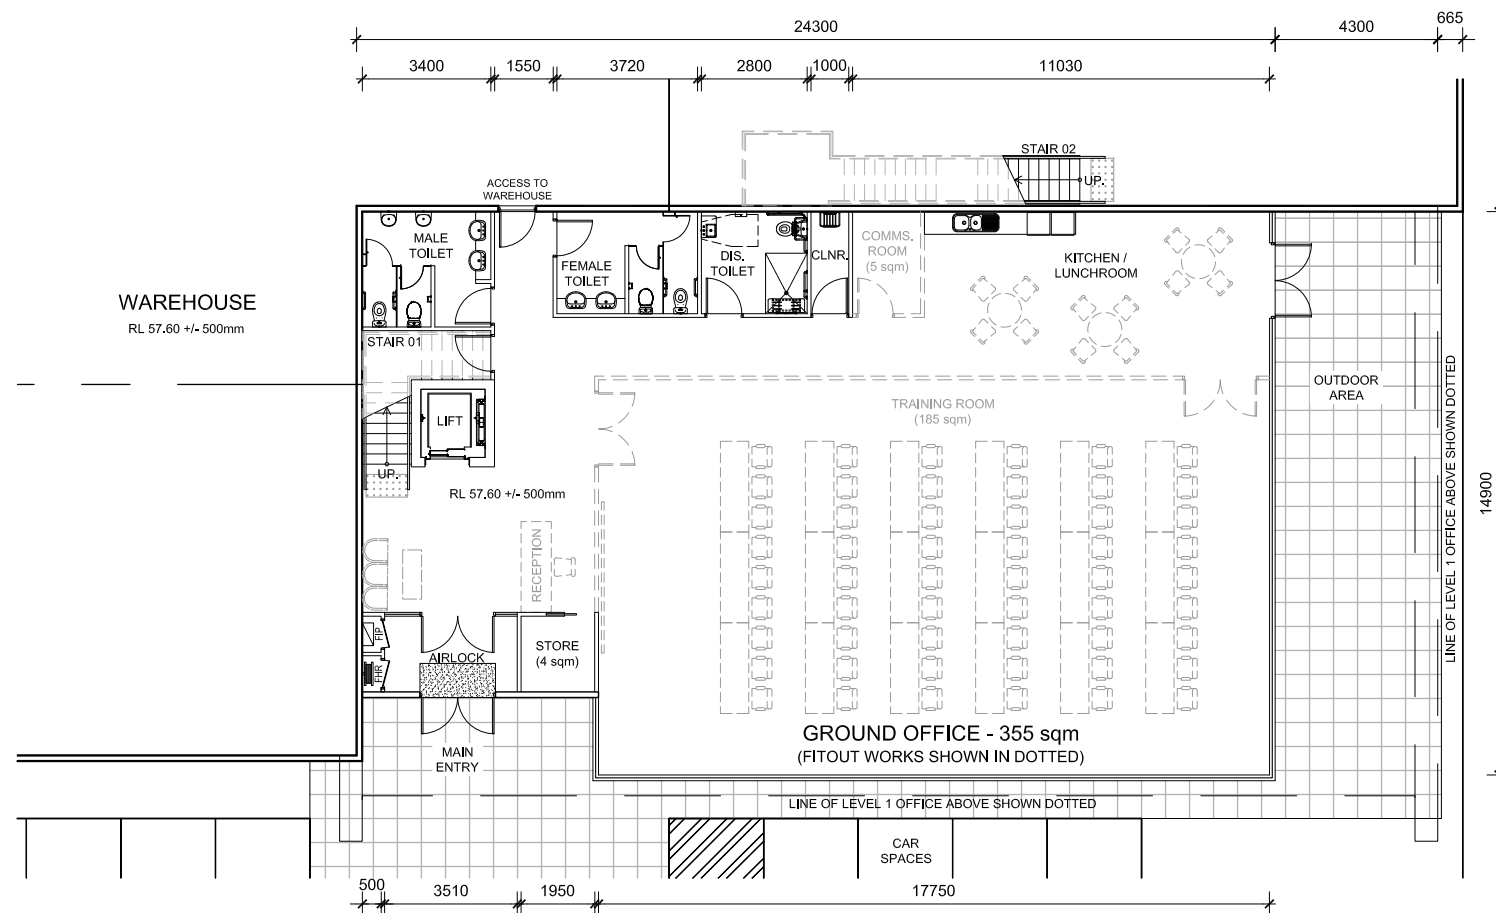 24300
4300
665
3400
1550
3720
2800
1000
11030
STAIR 02
UP.
ACCESS TO
WAREHOUSE
MALE
TOILET
FEMALE
TOILET
DIS.
TOILET
CLNR.
COMMS.
ROOM
(5 sqm)
KITCHEN /
LUNCHROOM
WAREHOUSE
RL 57.60 +/- 500mm
STAIR 01
LIFT
UP.
RL 57.60 +/- 500mm
TRAINING ROOM
(185 sqm)
OUTDOOR
AREA
LINE OF LEVEL 1 OFFICE ABOVE SHOWN DOTTED
14900
RECEPTION
FIP
FHR
AIRLOCK
STORE
(4 sqm)
MAIN
ENTRY
GROUND OFFICE - 355 sqm
(FITOUT WORKS SHOWN IN DOTTED)
LINE OF LEVEL 1 OFFICE ABOVE SHOWN DOTTED
CAR
SPACES
500
3510
1950
17750